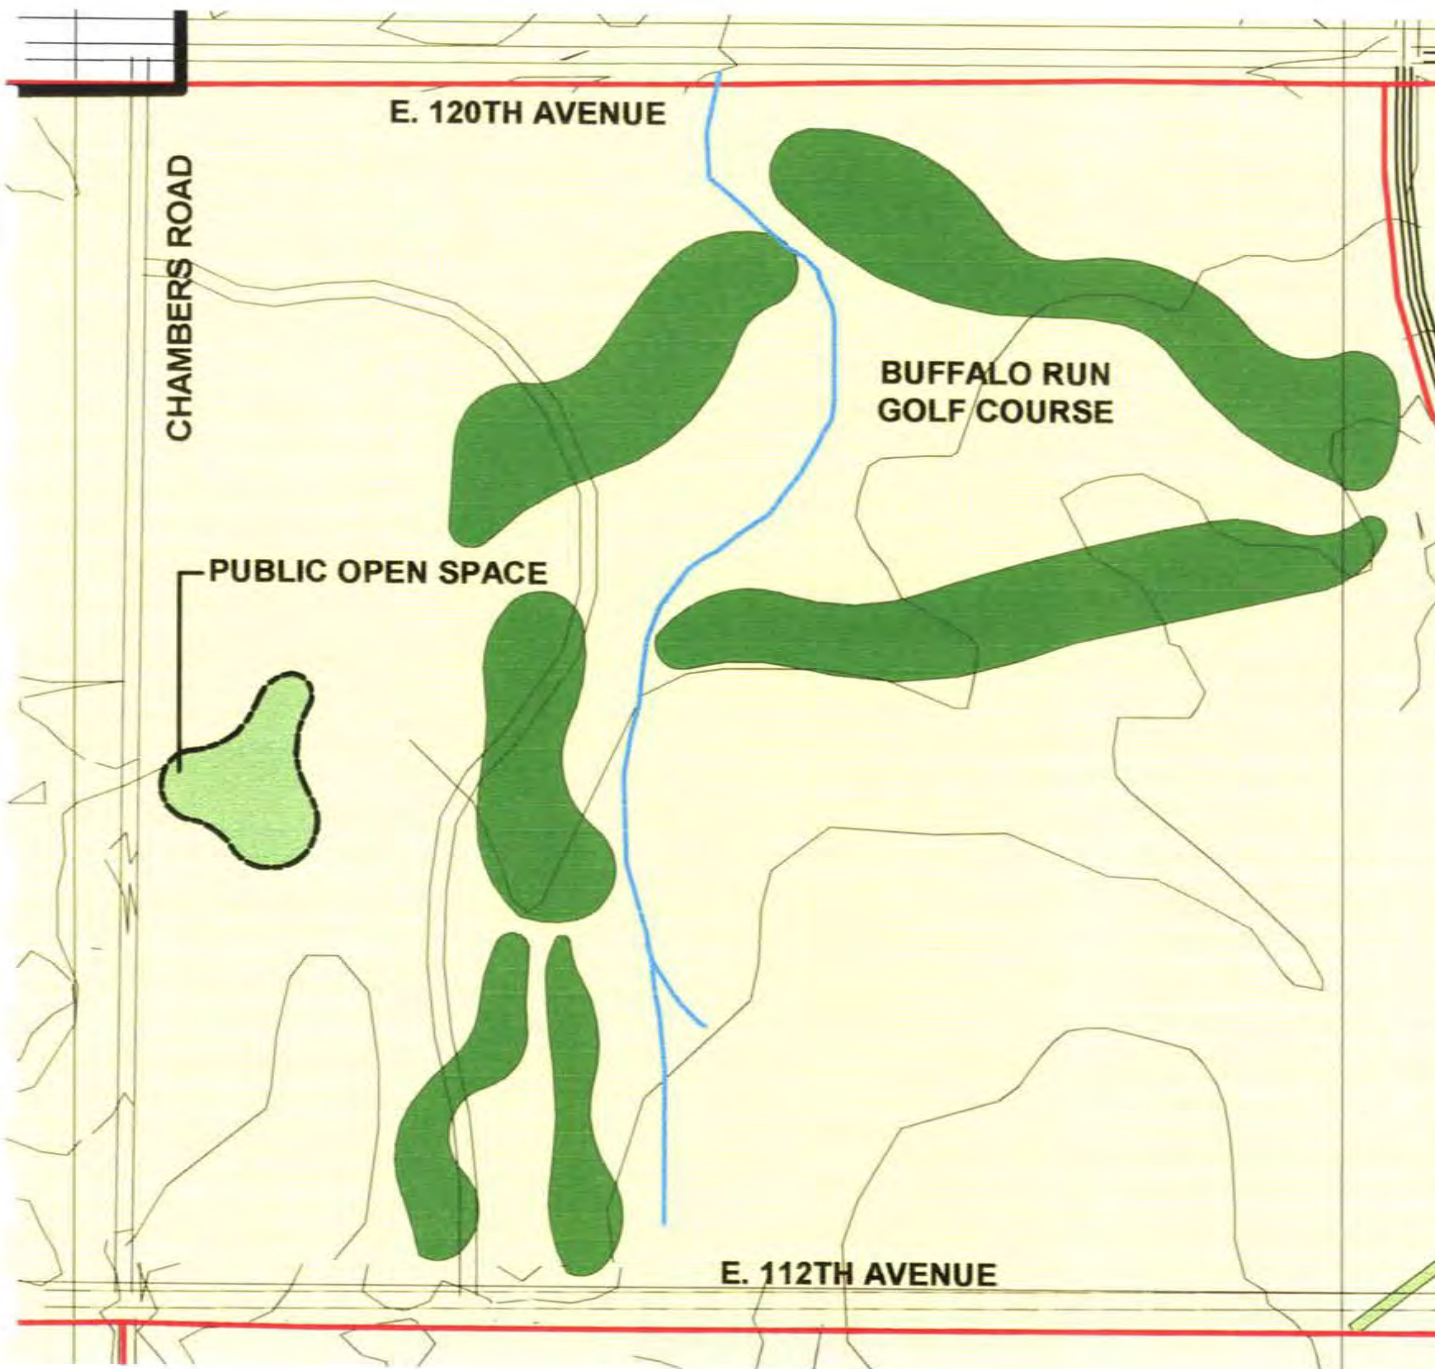 E. 120TH AVENUE
CHAMBERS ROAD
BUFFALO RUN
GOLF COURSE
PUBLIC OPEN SPACE
E. 112TH AVENUE